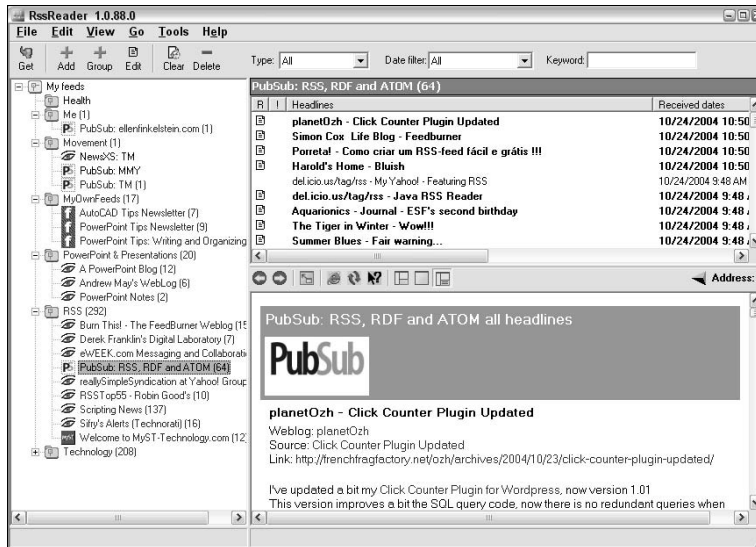 RssReader 1.0.88.0
File Edit View Go Tools Help
Get Add Group Edit Clear Delete
Type: All Date filter: All Keyword:
My feeds
Health
Me (1)
PubSub: ellenfinkelstein.com (1)
Movement (1)
NewsXS: TM
PubSub: MMY
PubSub: TM (1)
MyOwnFeeds (17)
AutoCAD Tips Newsletter (7)
PowerPoint Tips Newsletter (9)
PowerPoint Tips: Writing and Organizing
PowerPoint & Presentations (20)
A PowerPoint Blog (12)
Andrew May's WebLog (6)
PowerPoint Notes (2)
RSS (292)
Burn This! - The FeedBurner Weblog (15
Derek Franklin's Digital Laboratory (7)
eWEEK.com Messaging and Collaborati
PubSub: RSS, RDF and ATOM (64)
reallySimpleSyndication at Yahoo! Group
RSSTop55 - Robin Good's (10)
Scripting News (137)
Sifry's Alerts (Technorati) (16)
Welcome to MyST-Technology.com (12
Technology (208)
PubSub: RSS, RDF and ATOM (64)
R ! Headlines Received dates
planetOzh - Click Counter Plugin Updated 10/24/2004 10:50
Simon Cox Life Blog - Feedburner 10/24/2004 10:50
Porreta! - Como criar um RSS-feed fácil e grátis !!! 10/24/2004 10:50
Harold's Home - Bluish 10/24/2004 10:50
del.icio.us/tag/rss - My Yahoo! - Featuring RSS 10/24/2004 9:48 AM
del.icio.us/tag/rss - Java RSS Reader 10/24/2004 9:48
Aquarionics - Journal - ESF's second birthday 10/24/2004 9:48
The Tiger in Winter - Wow!!! 10/24/2004 9:48
Summer Blues - Fair warning... 10/24/2004 9:48
Address:
PubSub: RSS, RDF and ATOM all headlines
PubSub
planetOzh - Click Counter Plugin Updated
Weblog: planetOzh
Source: Click Counter Plugin Updated
Link: http://frenchfragfactory.net/ozh/archives/2004/10/23/click-counter-plugin-updated/
I've updated a bit my Click Counter Plugin for Wordpress, now version 1.01
This version improves a bit the SQL query code, now there is no redundant queries when